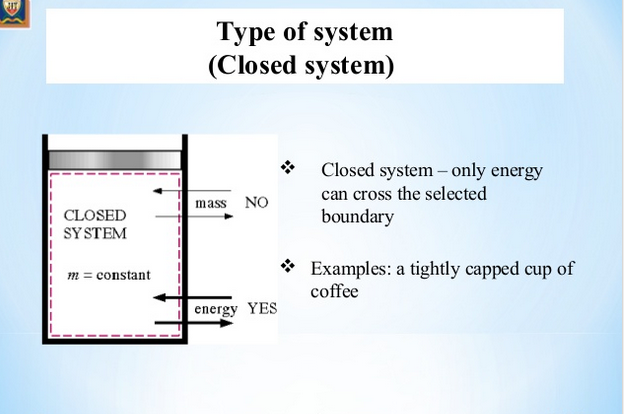 Type of system
(Closed system)
CLOSED
SYSTEM
m = constant
mass NO
energy YES
❖ Closed system – only energy
can cross the selected
boundary
❖ Examples: a tightly capped cup of
coffee